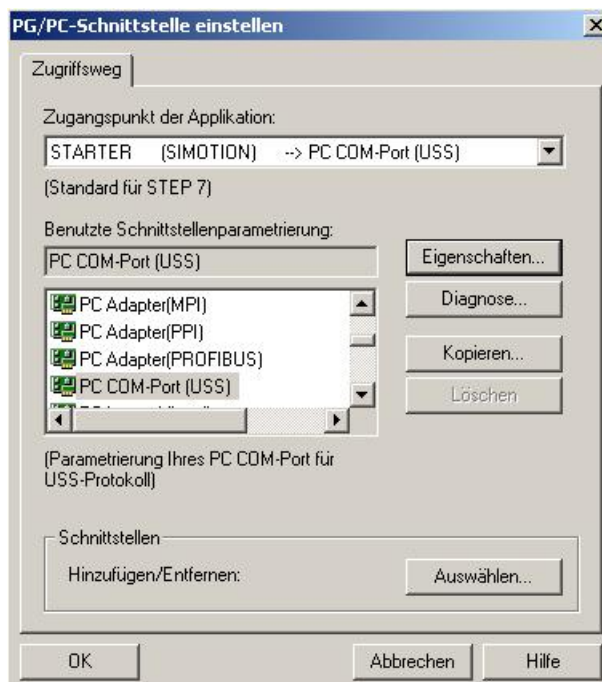 PG/PC-Schnittstelle einstellen
Zugriffsweg
Zugangspunkt der Applikation:
STARTER (SIMOTION) --> PC COM-Port (USS)
(Standard für STEP 7)
Benutzte Schnittstellenparametrierung:
PC COM-Port (USS)
Eigenschaften...
PC Adapter(MPI)
Diagnose...
PC Adapter(PPI)
PC Adapter(PROFIBUS)
Kopieren...
PC COM-Port (USS)
Löschen
(Parametrierung Ihres PC COM-Port für
USS-Protokoll)
Schnittstellen
Hinzufügen/Entfernen:
Auswählen...
OK
Abbrechen
Hilfe